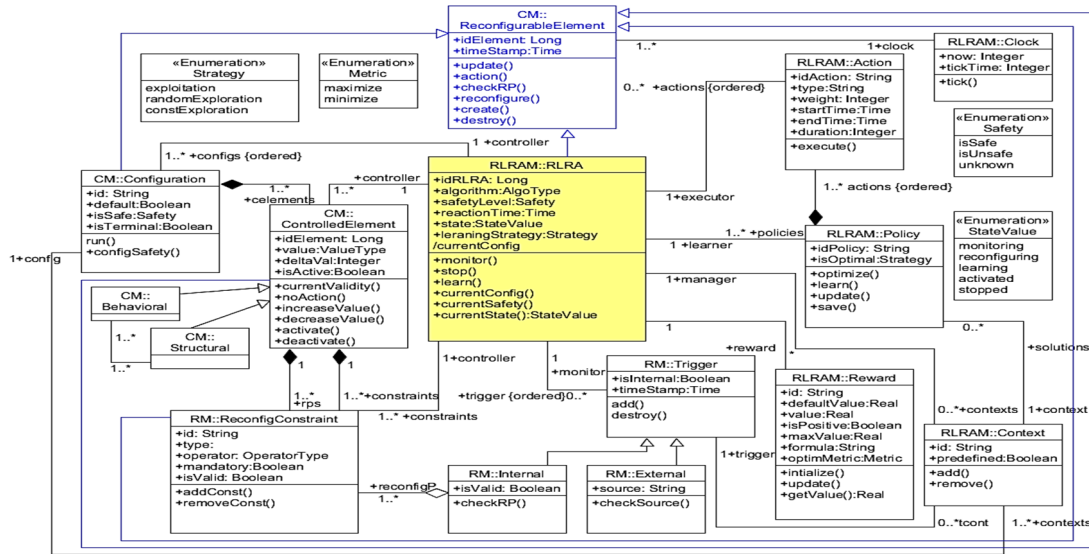 CM::
ReconfigurableElement
+idElement: Long
+timeStamp:Time
+update()
+action()
+checkRP()
+reconfigure()
+create()
+destroy()
«Enumeration»
Strategy
exploitation
randomExploration
constExploration
«Enumeration»
Metric
maximize
minimize
1..*
1+clock
RLRAM::Clock
+now: Integer
+tickTime: Integer
+tick()
0..* +actions {ordered}
RLRAM::Action
+idAction: String
+type:String
+weight: Integer
+startTime:Time
+endTime:Time
+duration:Integer
+execute()
«Enumeration»
Safety
isSafe
isUnsafe
unknown
1 +controller
1..* +configs {ordered}
CM::Configuration
+id: String
+default:Boolean
+isSafe:Safety
+isTerminal:Boolean
run()
+configSafety()
1..*
+celements
+controller
1..*
1
CM::
ControlledElement
+idElement: Long
+value:ValueType
+deltaVal:Integer
+isActive:Boolean
+currentValidity()
+noAction()
+increaseValue()
+decreaseValue()
+activate()
+deactivate()
RLRAM::RLRA
+idRLRA: Long
+algorithm:AlgoType
+safetyLevel:Safety
+reactionTime:Time
+state:StateValue
+leraningStrategy:Strategy
/currentConfig
+monitor()
+stop()
+learn()
+currentConfig()
+currentSafety()
+currentState():StateValue
1
+executor
1..* actions {ordered}
1..* +policies
1 +learner
RLRAM::Policy
+idPolicy: String
+isOptimal:Strategy
+optimize()
+learn()
+update()
+save()
«Enumeration»
StateValue
monitoring
reconfiguring
learning
activated
stopped
1+config
1+manager
CM::
Behavioral
1..*
1..*
CM::
Structural
1
+reward
*
0..*
+solutions
1
1
1..*
+rps
1..*+constraints
1+controller
1..* +constraints
1
+monitor
+trigger {ordered}0..*
RM::Trigger
+isInternal:Boolean
+timeStamp:Time
add()
destroy()
1+trigger
RLRAM::Reward
+id: String
+defaultValue:Real
+value:Real
+isPositive:Boolean
+maxValue:Real
+formula:String
+optimMetric:Metric
+intialize()
+update()
+getValue():Real
0..*+contexts
1+context
RLRAM::Context
+id: String
+predefined:Boolean
+add()
+remove()
RM::ReconfigConstraint
+id: String
+type:
+operator: OperatorType
+mandatory:Boolean
+isValid: Boolean
+addConst()
+removeConst()
+reconfigP
1..*
RM::Internal
+isValid: Boolean
+checkRP()
RM::External
+source: String
+checkSource()
0..*tcont
1..*+contexts